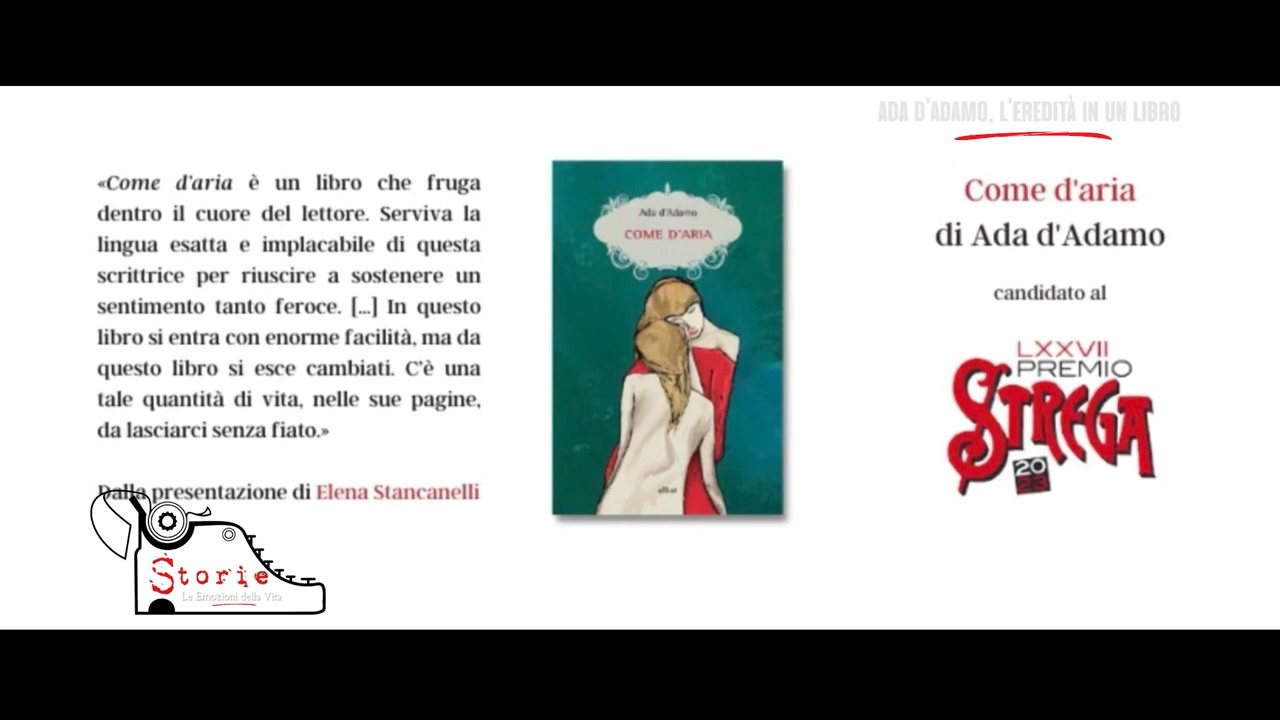 ADA D'ADAMO, L'EREDITÀ IN UN LIBRO
«Come d'aria è un libro che fruga
dentro il cuore del lettore. Serviva la
lingua esatta e implacabile di questa
scrittrice per riuscire a sostenere un
sentimento tanto feroce. [...] In questo
libro si entra con enorme facilità, ma da
questo libro si esce cambiati. C'è una
tale quantità di vita, nelle sue pagine,
da lasciarci senza fiato.»
Dalla presentazione di Elena Stancanelli
Storie
Le Emozioni della Vita
Ada d'Adamo
COME D'ARIA
elliot
Come d'aria
di Ada d'Adamo
candidato al
LXXVII
PREMIO
STREGA
20
23